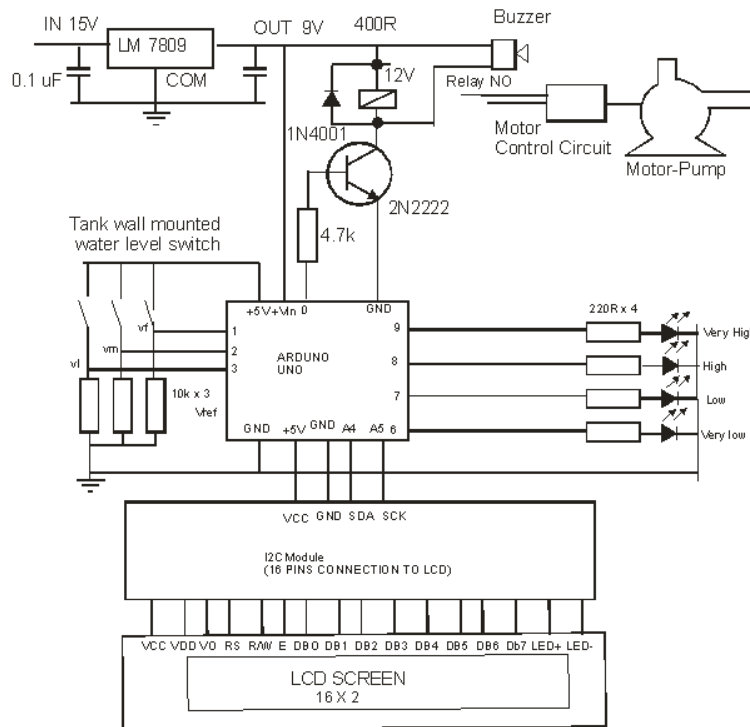 IN 15V
LM 7809
OUT 9V
400R
Buzzer
0.1 uF
COM
12V
Relay NO
1N4001
Motor
Control Circuit
Motor-Pump
2N2222
4.7k
Tank wall mounted
water level switch
+5V+Vin 0
GND
220R x 4
vf
1
9
Very High
vm
2
ARDUNO
UNO
8
High
vl
3
10k x 3
Vref
7
Low
GND
+5V
GND
A4
A5
6
Very low
VCC GND SDA SCK
I2C Module
(16 PINS CONNECTION TO LCD)
VCC VDD VO RS R/W E DB0 DB1 DB2 DB3 DB4 DB5 DB6 Db7 LED+ LED-
LCD SCREEN
16 X 2